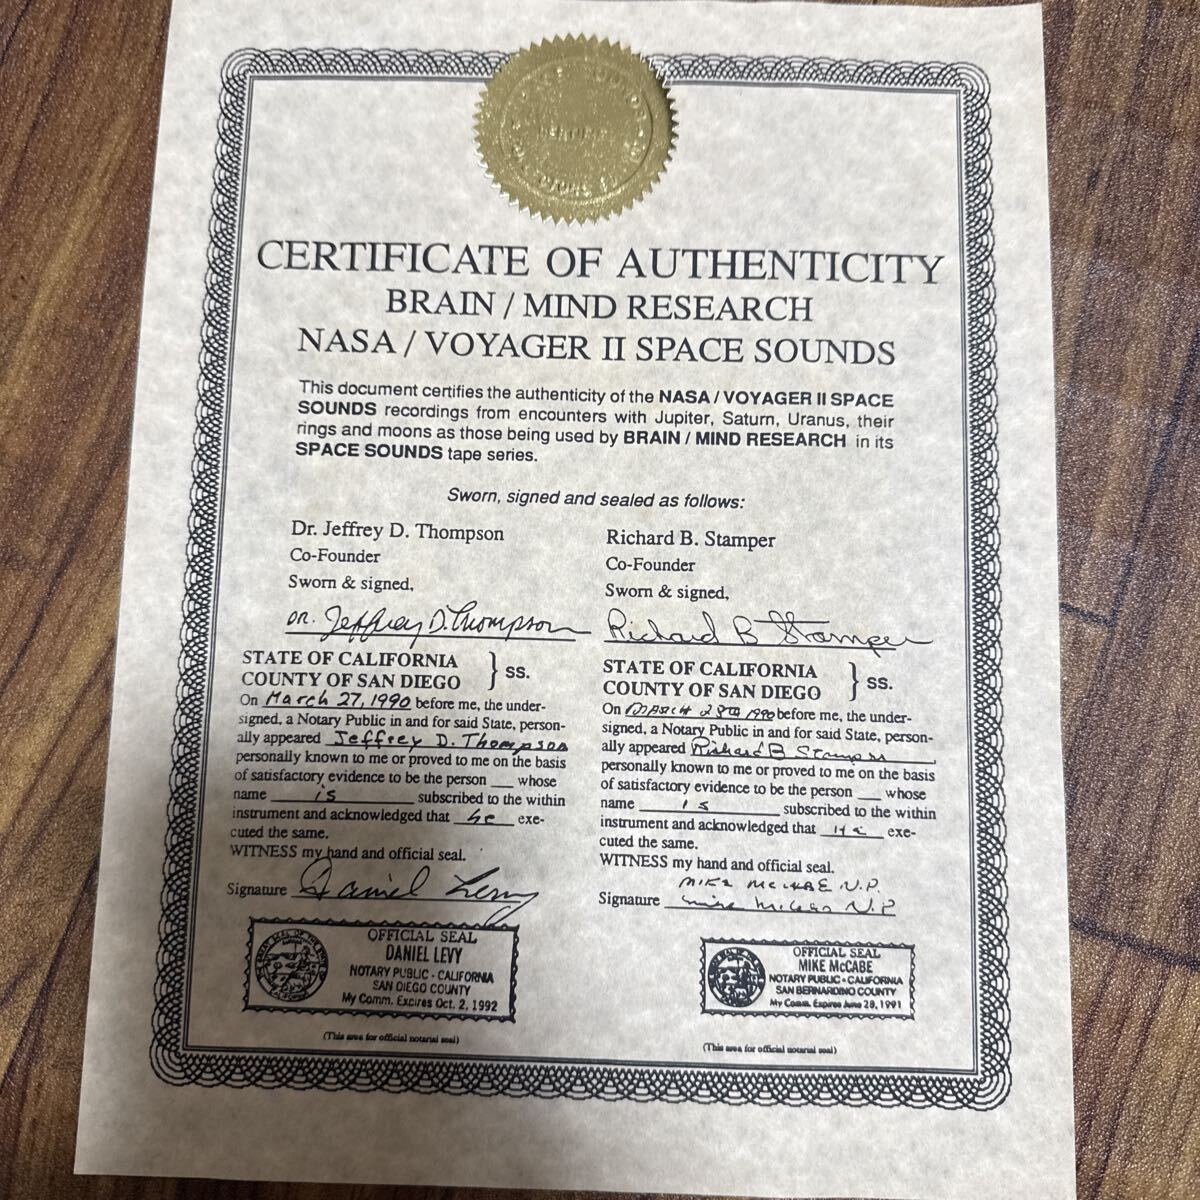 CERTIFICATE OF AUTHENTICITY
BRAIN / MIND RESEARCH
NASA / VOYAGER II SPACE SOUNDS
This document certifies the authenticity of the NASA / VOYAGER II SPACE
SOUNDS recordings from encounters with Jupiter, Saturn, Uranus, their
rings and moons as those being used by BRAIN / MIND RESEARCH in its
SPACE SOUNDS tape series.
Sworn, signed and sealed as follows:
Dr. Jeffrey D. Thompson
Co-Founder
Sworn & signed,
DR. Jeffrey D. Thompson
STATE OF CALIFORNIA
COUNTY OF SAN DIEGO } ss.
On March 27, 1990 before me, the under-
signed, a Notary Public in and for said State, person-
ally appeared Jeffrey D. Thompson
personally known to me or proved to me on the basis
of satisfactory evidence to be the person ___ whose
name is subscribed to the within
instrument and acknowledged that he exe-
cuted the same.
WITNESS my hand and official seal.
Signature Daniel Levy
OFFICIAL SEAL
DANIEL LEVY
NOTARY PUBLIC - CALIFORNIA
SAN DIEGO COUNTY
My Comm. Expires Oct. 2, 1992
(This area for official notarial seal)
Richard B. Stamper
Co-Founder
Sworn & signed,
Richard B Stamper
STATE OF CALIFORNIA
COUNTY OF SAN DIEGO } ss.
On MARCH 28TH 1990 before me, the under-
signed, a Notary Public in and for said State, person-
ally appeared Richard B Stamper,
personally known to me or proved to me on the basis
of satisfactory evidence to be the person ___ whose
name is subscribed to the within
instrument and acknowledged that HE exe-
cuted the same.
WITNESS my hand and official seal.
MIKE McCABE N.P.
Signature Mike McCabe N.P.
OFFICIAL SEAL
MIKE McCABE
NOTARY PUBLIC - CALIFORNIA
SAN BERNARDINO COUNTY
My Comm. Expires June 28, 1991
(This area for official notarial seal)